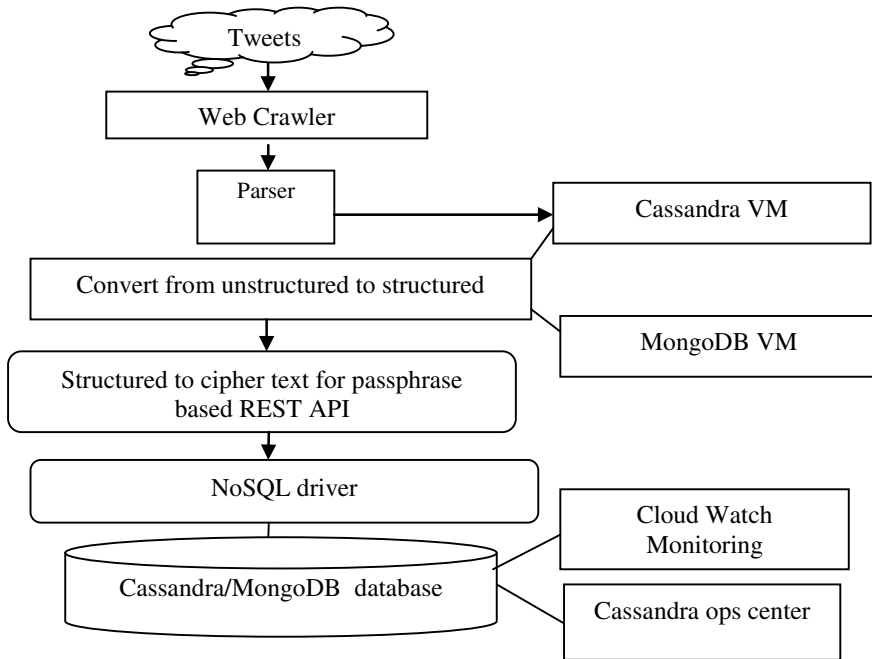 Tweets
Web Crawler
Parser
Cassandra VM
Convert from unstructured to structured
MongoDB VM
Structured to cipher text for passphrase
based REST API
NoSQL driver
Cloud Watch
Monitoring
Cassandra/MongoDB database
Cassandra ops center